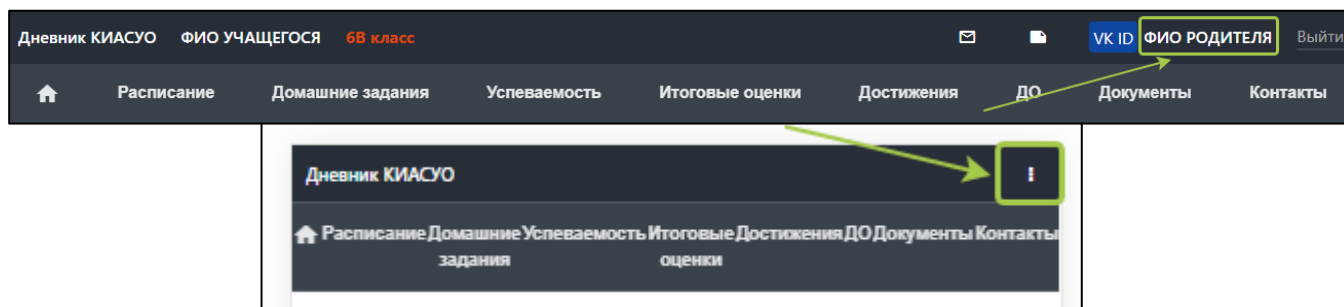 Дневник КИАСУО ФИО УЧАЩЕГОСЯ 6В класс VK ID ФИО РОДИТЕЛЯ Выйти
Расписание Домашние задания Успеваемость Итоговые оценки Достижения ДО Документы Контакты
Дневник КИАСУО
Расписание Домашние Успеваемость Итоговые Достижения ДО Документы Контакты
задания оценки